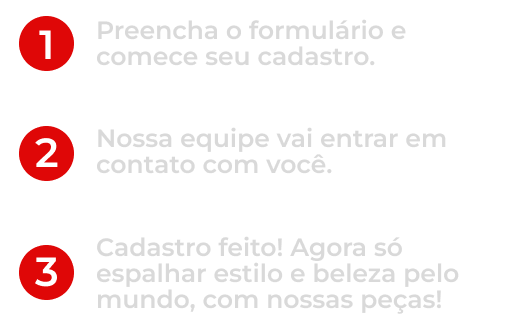 1
Preencha o formulário e
comece seu cadastro.
2
Nossa equipe vai entrar em
contato com você.
3
Cadastro feito! Agora só
espalhar estilo e beleza pelo
mundo, com nossas peças!